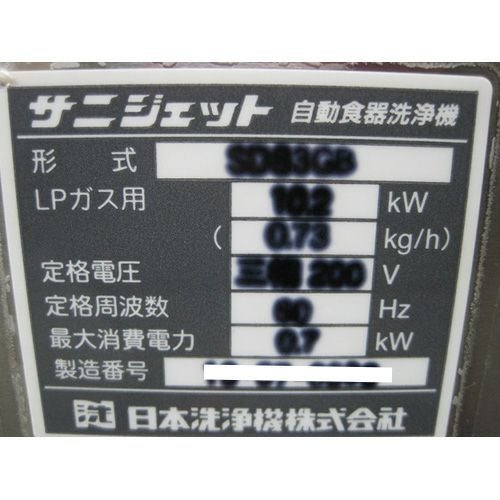 サニジェット 自動食器洗浄機
形 式 SD63GB
LPガス用 10.2 kW
( 0.73 kg/h)
定格電圧 三相 200 V
定格周波数 60 Hz
最大消費電力 0.7 kW
製造番号
日本洗浄機株式会社